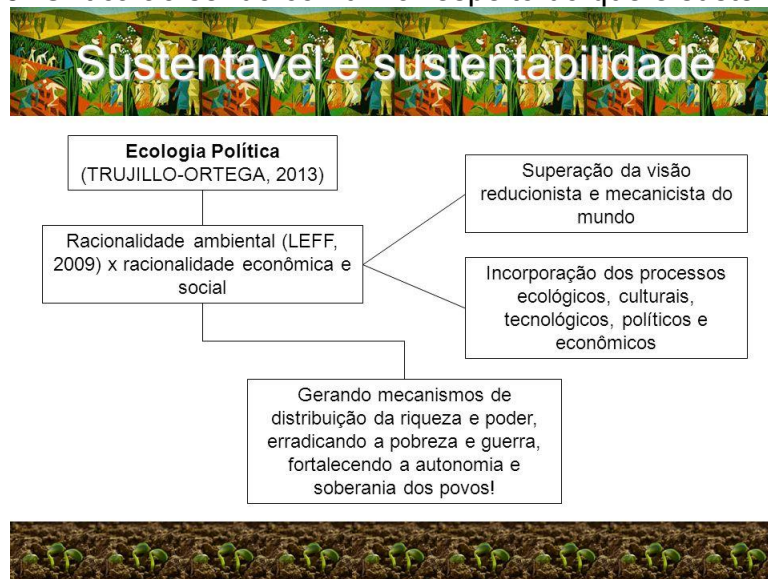 Sustentável e sustentabilidade
Ecologia Política
(TRUJILLO-ORTEGA, 2013)
Racionalidade ambiental (LEFF,
2009) x racionalidade econômica e
social
Superação da visão
reducionista e mecanicista do
mundo
Incorporação dos processos
ecológicos, culturais,
tecnológicos, políticos e
econômicos
Gerando mecanismos de
distribuição da riqueza e poder,
erradicando a pobreza e guerra,
fortalecendo a autonomia e
soberania dos povos!